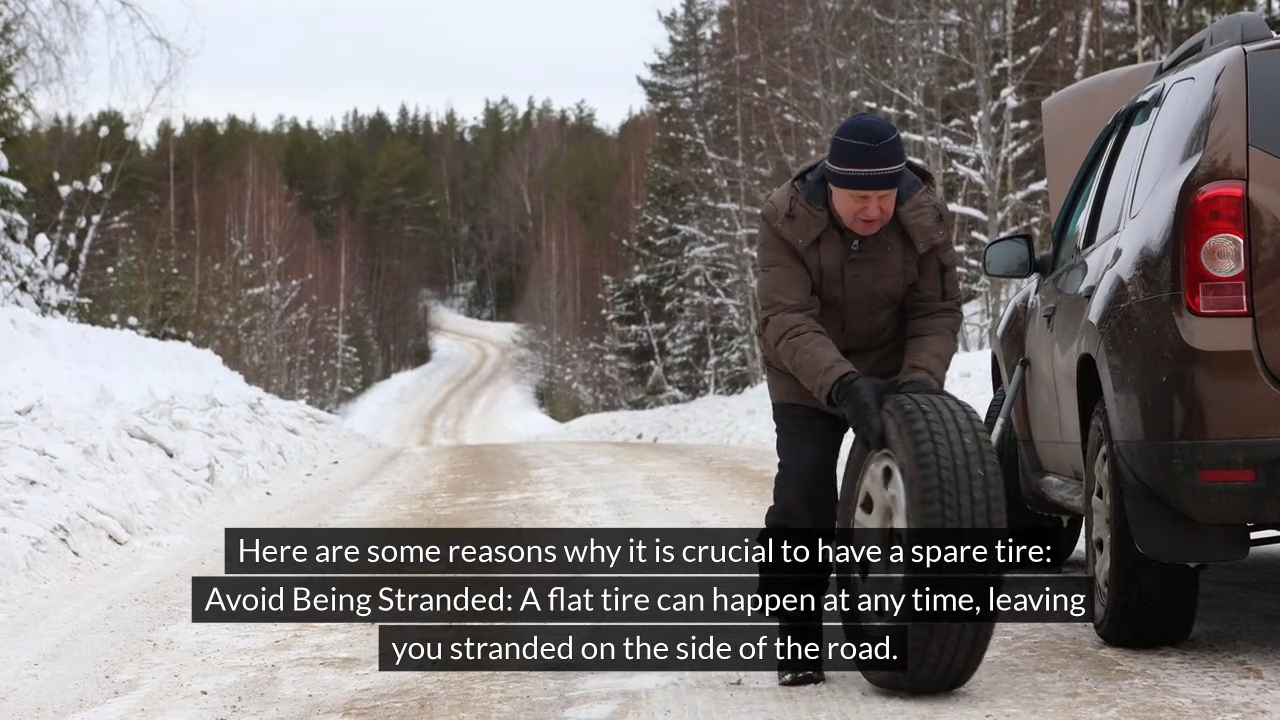 Here are some reasons why it is crucial to have a spare tire:
Avoid Being Stranded: A flat tire can happen at any time, leaving
you stranded on the side of the road.